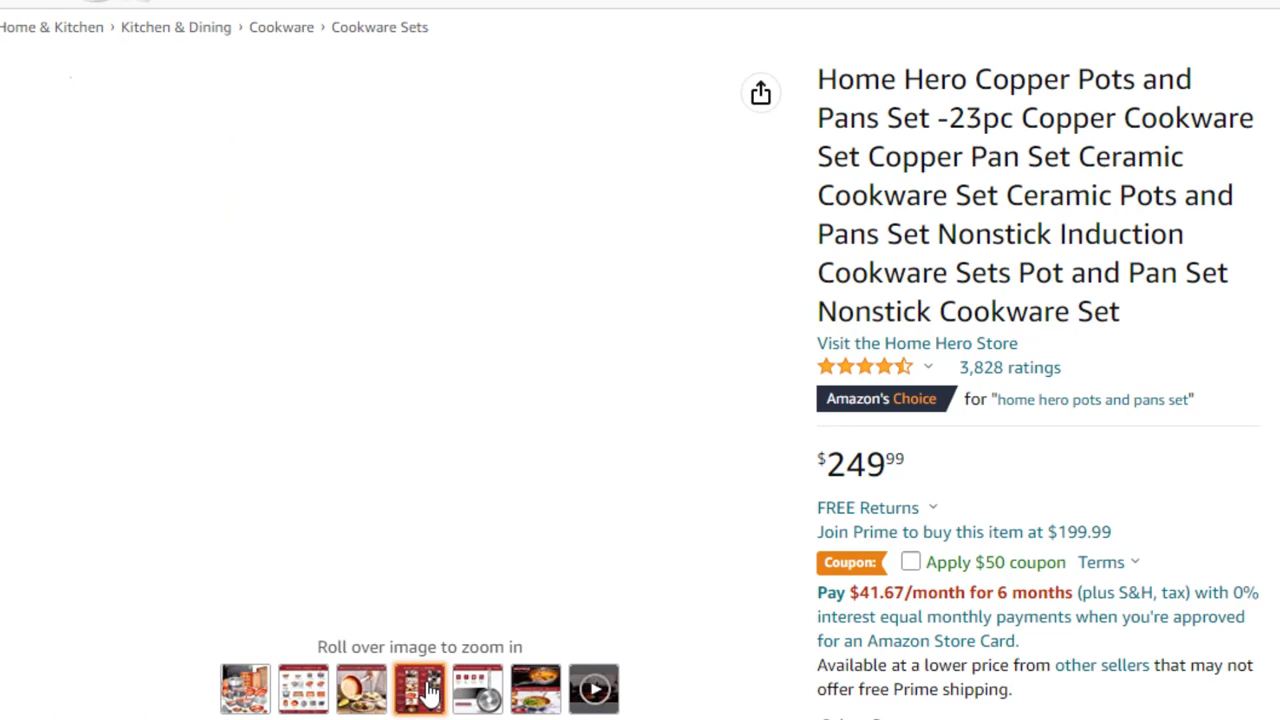 Home & Kitchen › Kitchen & Dining › Cookware › Cookware Sets
Home Hero Copper Pots and
Pans Set -23pc Copper Cookware
Set Copper Pan Set Ceramic
Cookware Set Ceramic Pots and
Pans Set Nonstick Induction
Cookware Sets Pot and Pan Set
Nonstick Cookware Set
Visit the Home Hero Store
3,828 ratings
Amazon's Choice for "home hero pots and pans set"
$249.99
FREE Returns
Join Prime to buy this item at $199.99
Coupon: Apply $50 coupon Terms
Pay $41.67/month for 6 months (plus S&H, tax) with 0%
interest equal monthly payments when you're approved
for an Amazon Store Card.
Available at a lower price from other sellers that may not
offer free Prime shipping.
Roll over image to zoom in